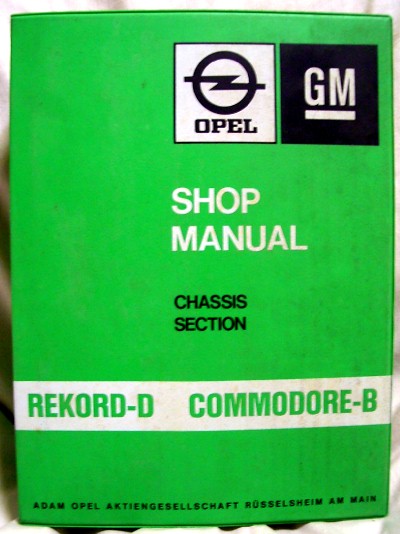 OPEL
GM
SHOP
MANUAL
CHASSIS
SECTION
REKORD-D COMMODORE-B
ADAM OPEL AKTIENGESELLSCHAFT RÜSSELSHEIM AM MAIN